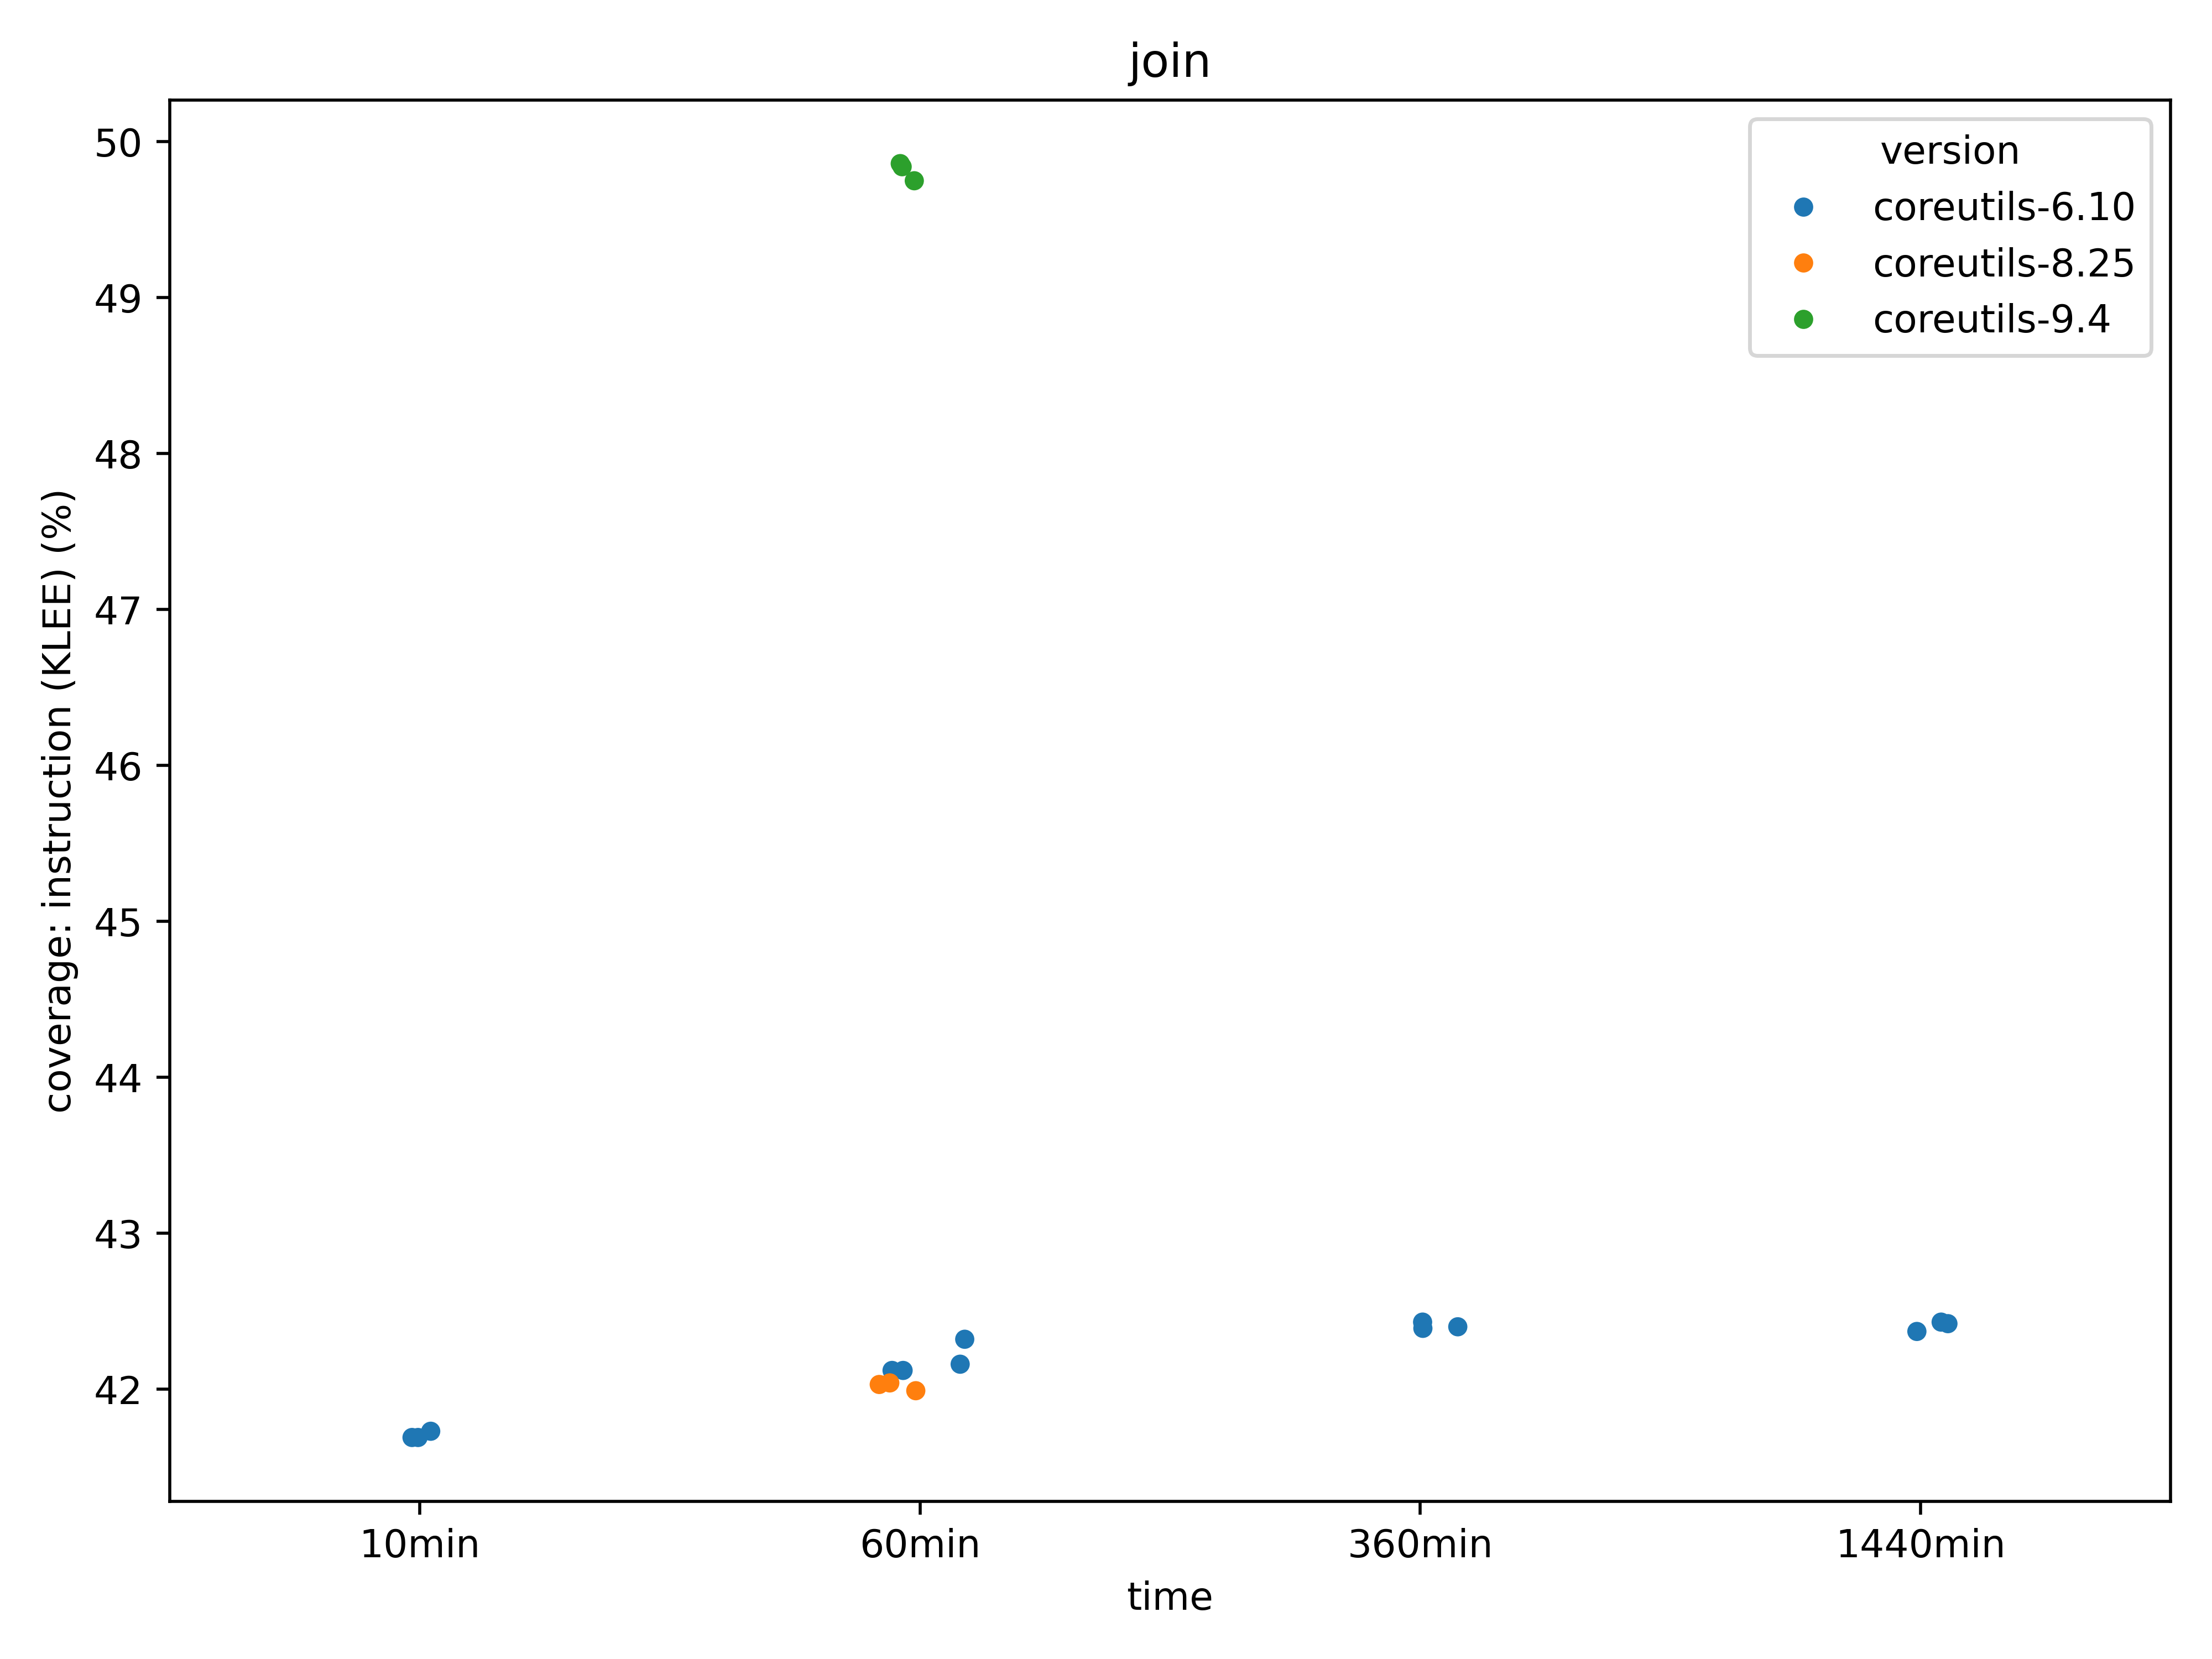 join
version
coreutils-6.10
coreutils-8.25
coreutils-9.4
coverage: instruction (KLEE) (%)
50
49
48
47
46
45
44
43
42
10min
60min
360min
1440min
time